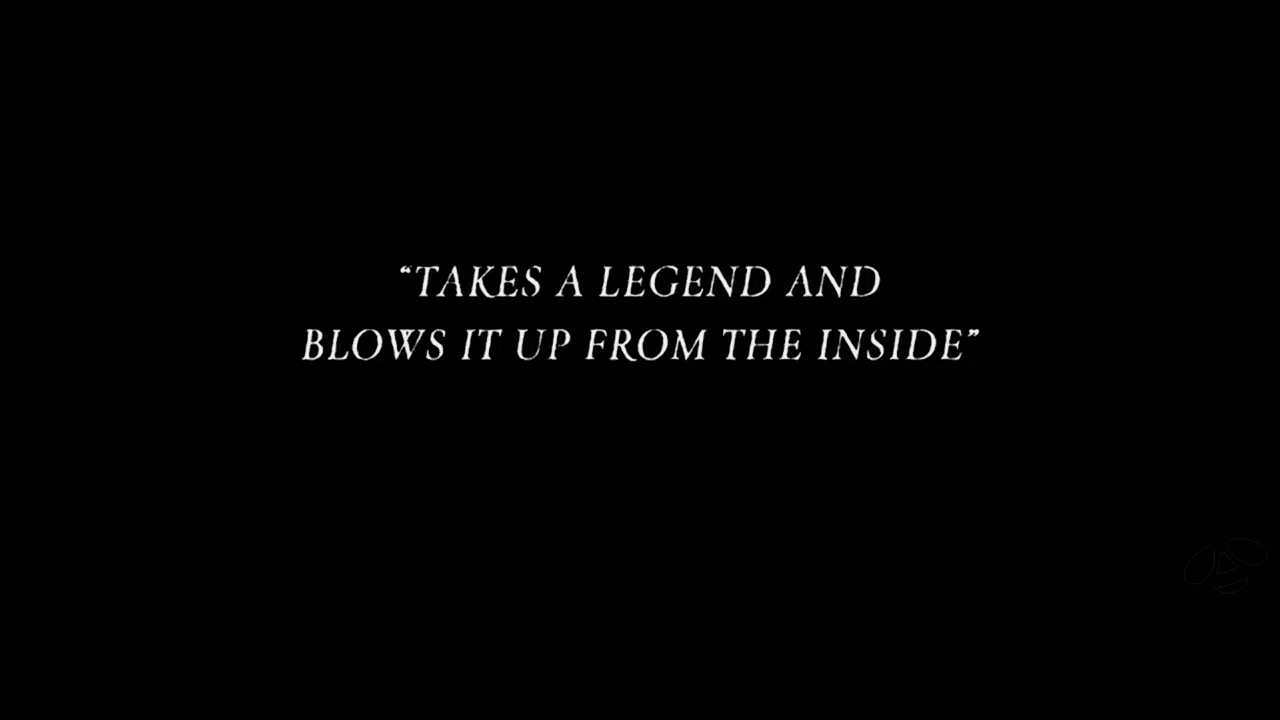 “TAKES A LEGEND AND
BLOWS IT UP FROM THE INSIDE”